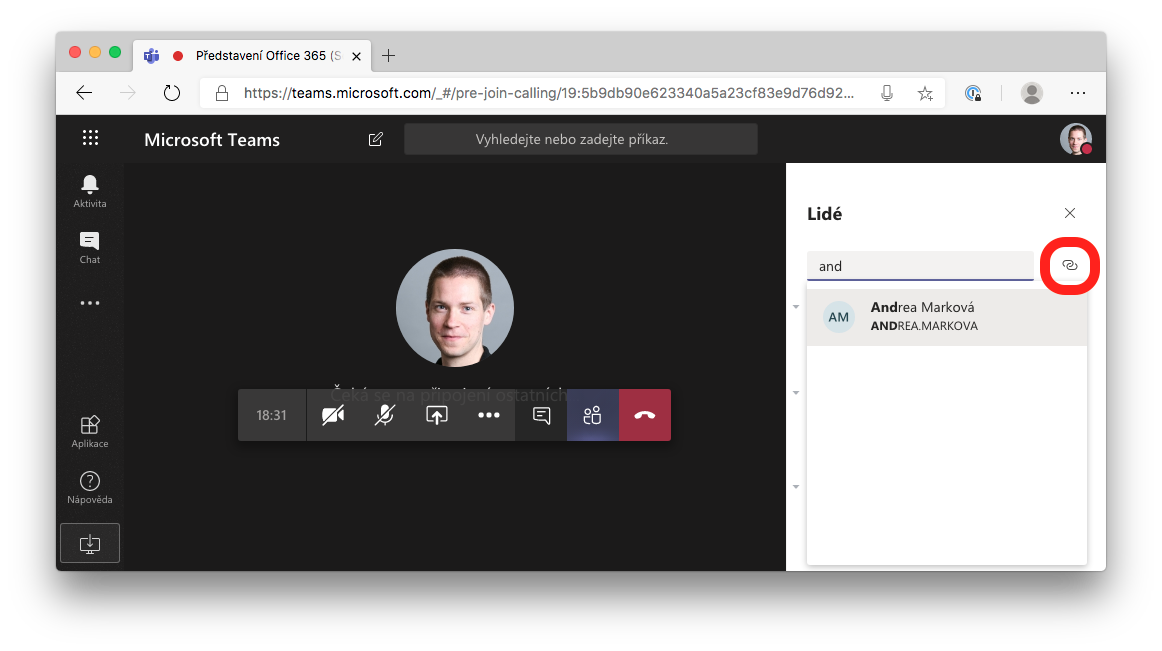 Představení Office 365 (S
https://teams.microsoft.com/_#/pre-join-calling/19:5b9db90e623340a5a23cf83e9d76d92...
Microsoft Teams
Vyhledejte nebo zadejte příkaz.
Aktivita
Chat
Aplikace
Nápověda
Čeká se na připojení ostatních
18:31
Lidé
and
AM
Andrea Marková
ANDREA.MARKOVA